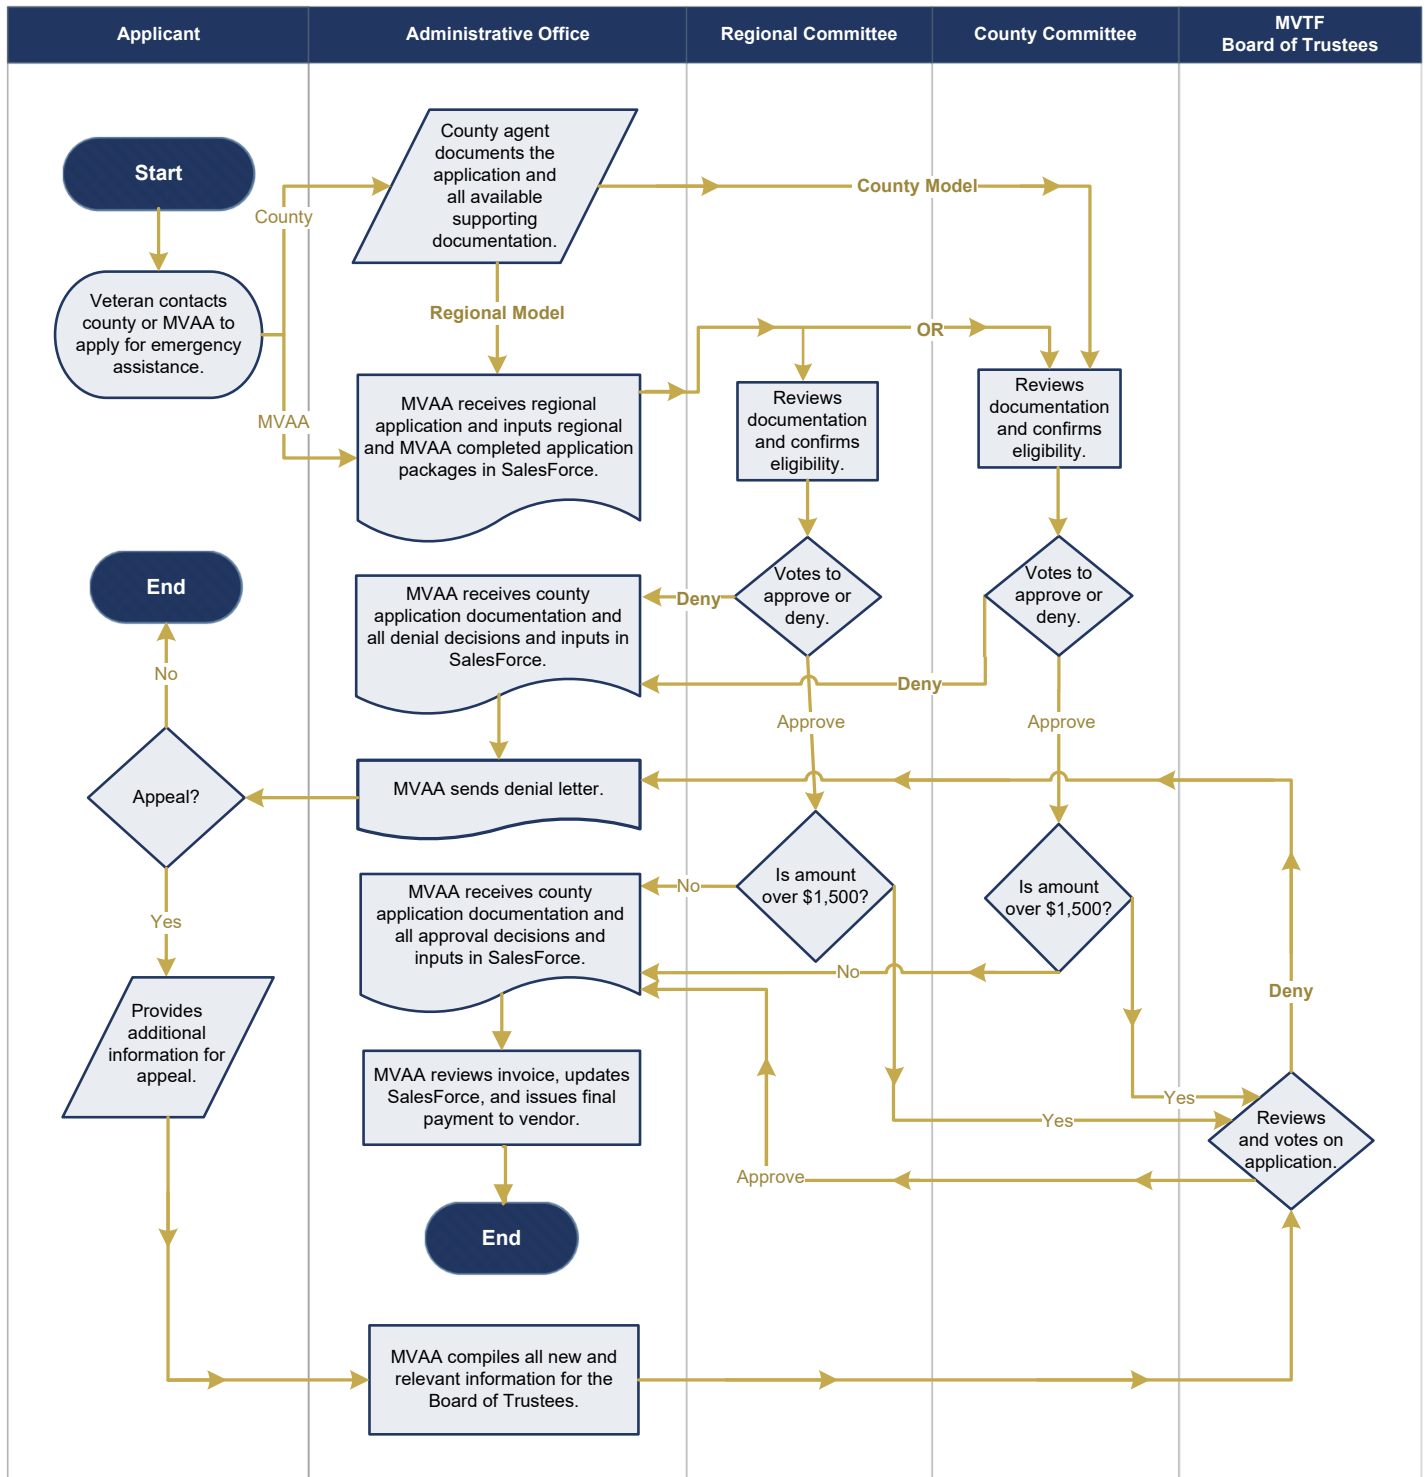 Applicant
Administrative Office
Regional Committee
County Committee
MVTF
Board of Trustees
Start
County
Veteran contacts
county or MVAA to
apply for emergency
assistance.
MVAA
County agent
documents the
application and
all available
supporting
documentation.
County Model
Regional Model
OR
MVAA receives regional
application and inputs regional
and MVAA completed application
packages in SalesForce.
Reviews
documentation
and confirms
eligibility.
Reviews
documentation
and confirms
eligibility.
End
No
MVAA receives county
application documentation and
all denial decisions and inputs in
SalesForce.
Deny
Votes to
approve or
deny.
Votes to
approve or
deny.
Deny
Approve
Approve
Appeal?
MVAA sends denial letter.
Yes
MVAA receives county
application documentation and
all approval decisions and
inputs in SalesForce.
No
Is amount
over $1,500?
Is amount
over $1,500?
No
Deny
Provides
additional
information for
appeal.
MVAA reviews invoice, updates
SalesForce, and issues final
payment to vendor.
Yes
Yes
Reviews
and votes on
application.
Approve
End
MVAA compiles all new and
relevant information for the
Board of Trustees.